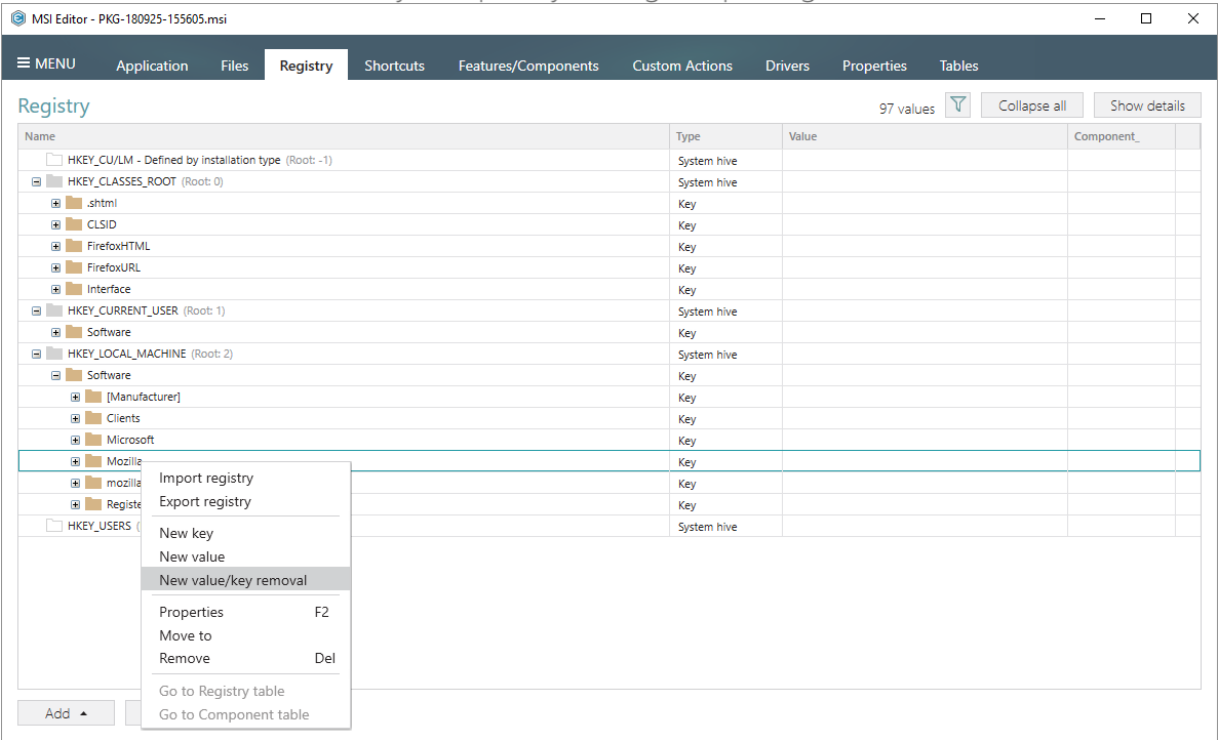 MSI Editor - PKG-180925-155605.msi
MENU Application Files Registry Shortcuts Features/Components Custom Actions Drivers Properties Tables
Registry 97 values Collapse all Show details
Name Type Value Component_
HKEY_CU/LM - Defined by installation type (Root: -1) System hive
HKEY_CLASSES_ROOT (Root: 0) System hive
.shtml Key
CLSID Key
FirefoxHTML Key
FirefoxURL Key
Interface Key
HKEY_CURRENT_USER (Root: 1) System hive
Software Key
HKEY_LOCAL_MACHINE (Root: 2) System hive
Software Key
[Manufacturer] Key
Clients Key
Microsoft Key
Mozilla Key
mozilla Key
Registe Key
HKEY_USERS ( System hive
Import registry
Export registry
New key
New value
New value/key removal
Properties F2
Move to
Remove Del
Go to Registry table
Go to Component table
Add